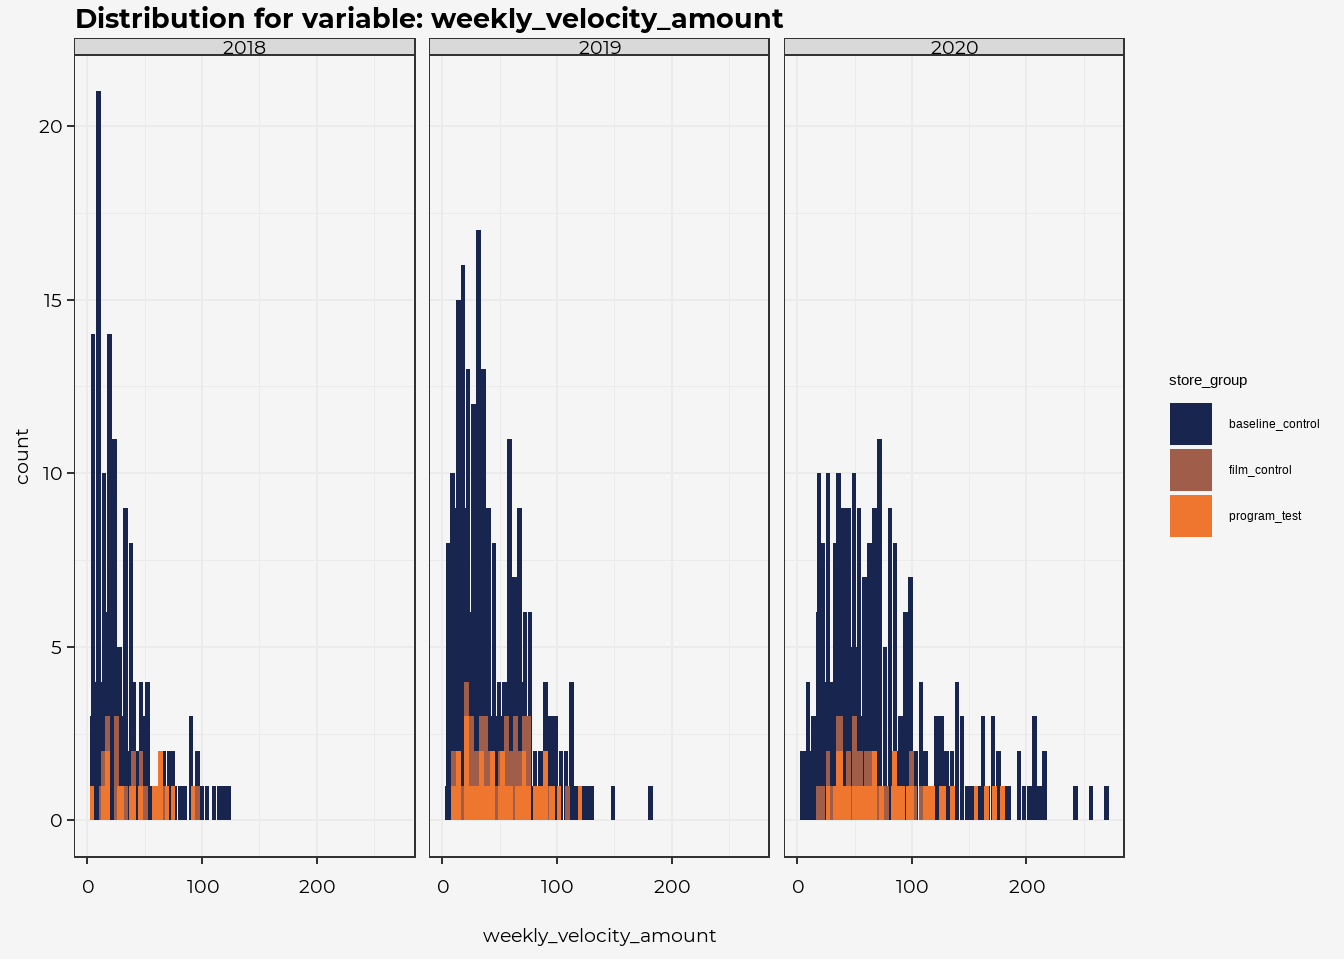 Distribution for variable: weekly_velocity_amount
2018 2019 2020
20
15
10
5
0
count
0 100 200 0 100 200 0 100 200
weekly_velocity_amount
store_group
baseline_control
film_control
program_test